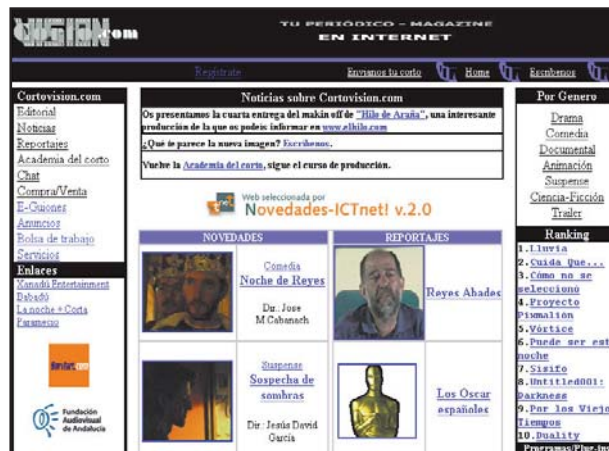 VISION.com
TU PERIÓDICO - MAGAZINE
EN INTERNET
Regístrate
Envíanos tu corto
Home
Escríbenos
Cortovision.com
Editorial
Noticias
Reportajes
Academia del corto
Chat
Compra/Venta
E-Guiones
Anuncios
Bolsa de trabajo
Servicios
Enlaces
Xanadú Entertainment
Babadú
La noche + Corta
Paramecio
Fundación
Audiovisual
de Andalucía
Noticias sobre Cortovision.com
Os presentamos la cuarta entrega del makin off de "Hilo de Araña", una interesante
producción de la que os podéis informar en www.elhilo.com
¿Qué te parece la nueva imagen? Escríbenos.
Vuelve la Academia del corto, sigue el curso de producción.
Web seleccionada por
Novedades-ICTnet! v.2.0
NOVEDADES
Comedia
Noche de Reyes
Dir.: Jose
M.Cabanach
Suspense
Sospecha de
sombras
Dir.: Jesús David
García
REPORTAJES
Reyes Abades
Los Oscar
españoles
Por Genero
Drama
Comedia
Documental
Animación
Suspense
Ciencia-Ficción
Trailer
Ranking
1.Lluvia
2.Cuida Que...
3.Cómo no se
seleccionó
4.Proyecto
Pixmalión
5.Vórtice
6.Puede ser est
noche
7.Sísifo
8.Untitled001:
Darkness
9.Por los Viejo
Tiempos
10.Duality
Programas/Plug-ins